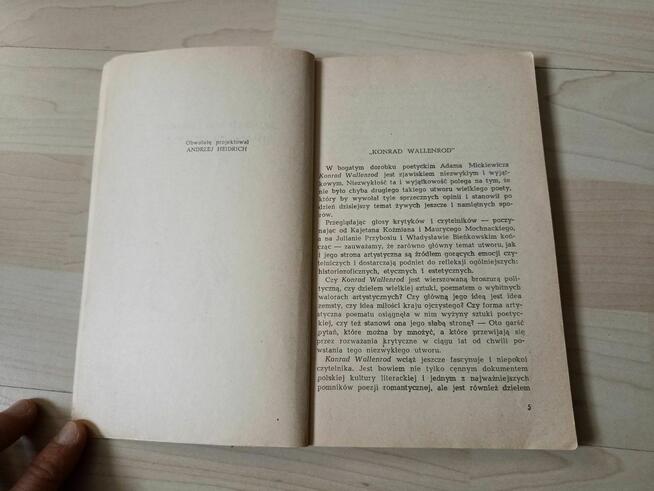 Obwolutę projektował
ANDRZEJ HEIDRICH
„KONRAD WALLENROD”
W bogatym dorobku poetyckim Adama Mickiewicza
Konrad Wallenrod jest zjawiskiem niezwykłym i wyjąt-
kowym. Niezwykłość ta i wyjątkowość polega na tym, że
nie było chyba drugiego takiego utworu wielkiego poety,
który by wywołał tyle sprzecznych opinii i stanowił po
dzień dzisiejszy temat żywych jeszcze i namiętnych spo-
rów.
Przeglądając głosy krytyków i czytelników — poczy-
nając od Kajetana Koźmiana i Maurycego Mochnackiego,
a na Julianie Przybosiu i Władysławie Bieńkowskim koń-
cząc — zauważmy, że zarówno główny temat utworu, jak
i jego strona artystyczna są źródłem gorących emocji czy-
telniczych i dostarczają podniet do refleksji ogólniejszych:
historiozoficznych, etycznych i estetycznych.
Czy Konrad Wallenrod jest wierszowaną broszurą poli-
tyczną, czy dziełem wielkiej sztuki, poematem o wybitnych
walorach artystycznych? Czy główną jego ideą jest idea
zemsty, czy idea miłości kraju ojczystego? Czy forma arty-
styczna poematu osiągnęła w nim wyżyny sztuki poetyc-
kiej, czy też stanowi ona jego słabą stronę? — Oto garść
pytań, które można by mnożyć, a które przewijają się
przez rozważania krytyczne w ciągu lat od chwili po-
wstania tego niezwykłego utworu.
Konrad Wallenrod wciąż jeszcze fascynuje i niepokoi
czytelnika. Jest bowiem nie tylko cennym dokumentem
polskiej kultury literackiej i jednym z najważniejszych
pomników poezji romantycznej, ale jest również dziełem
5